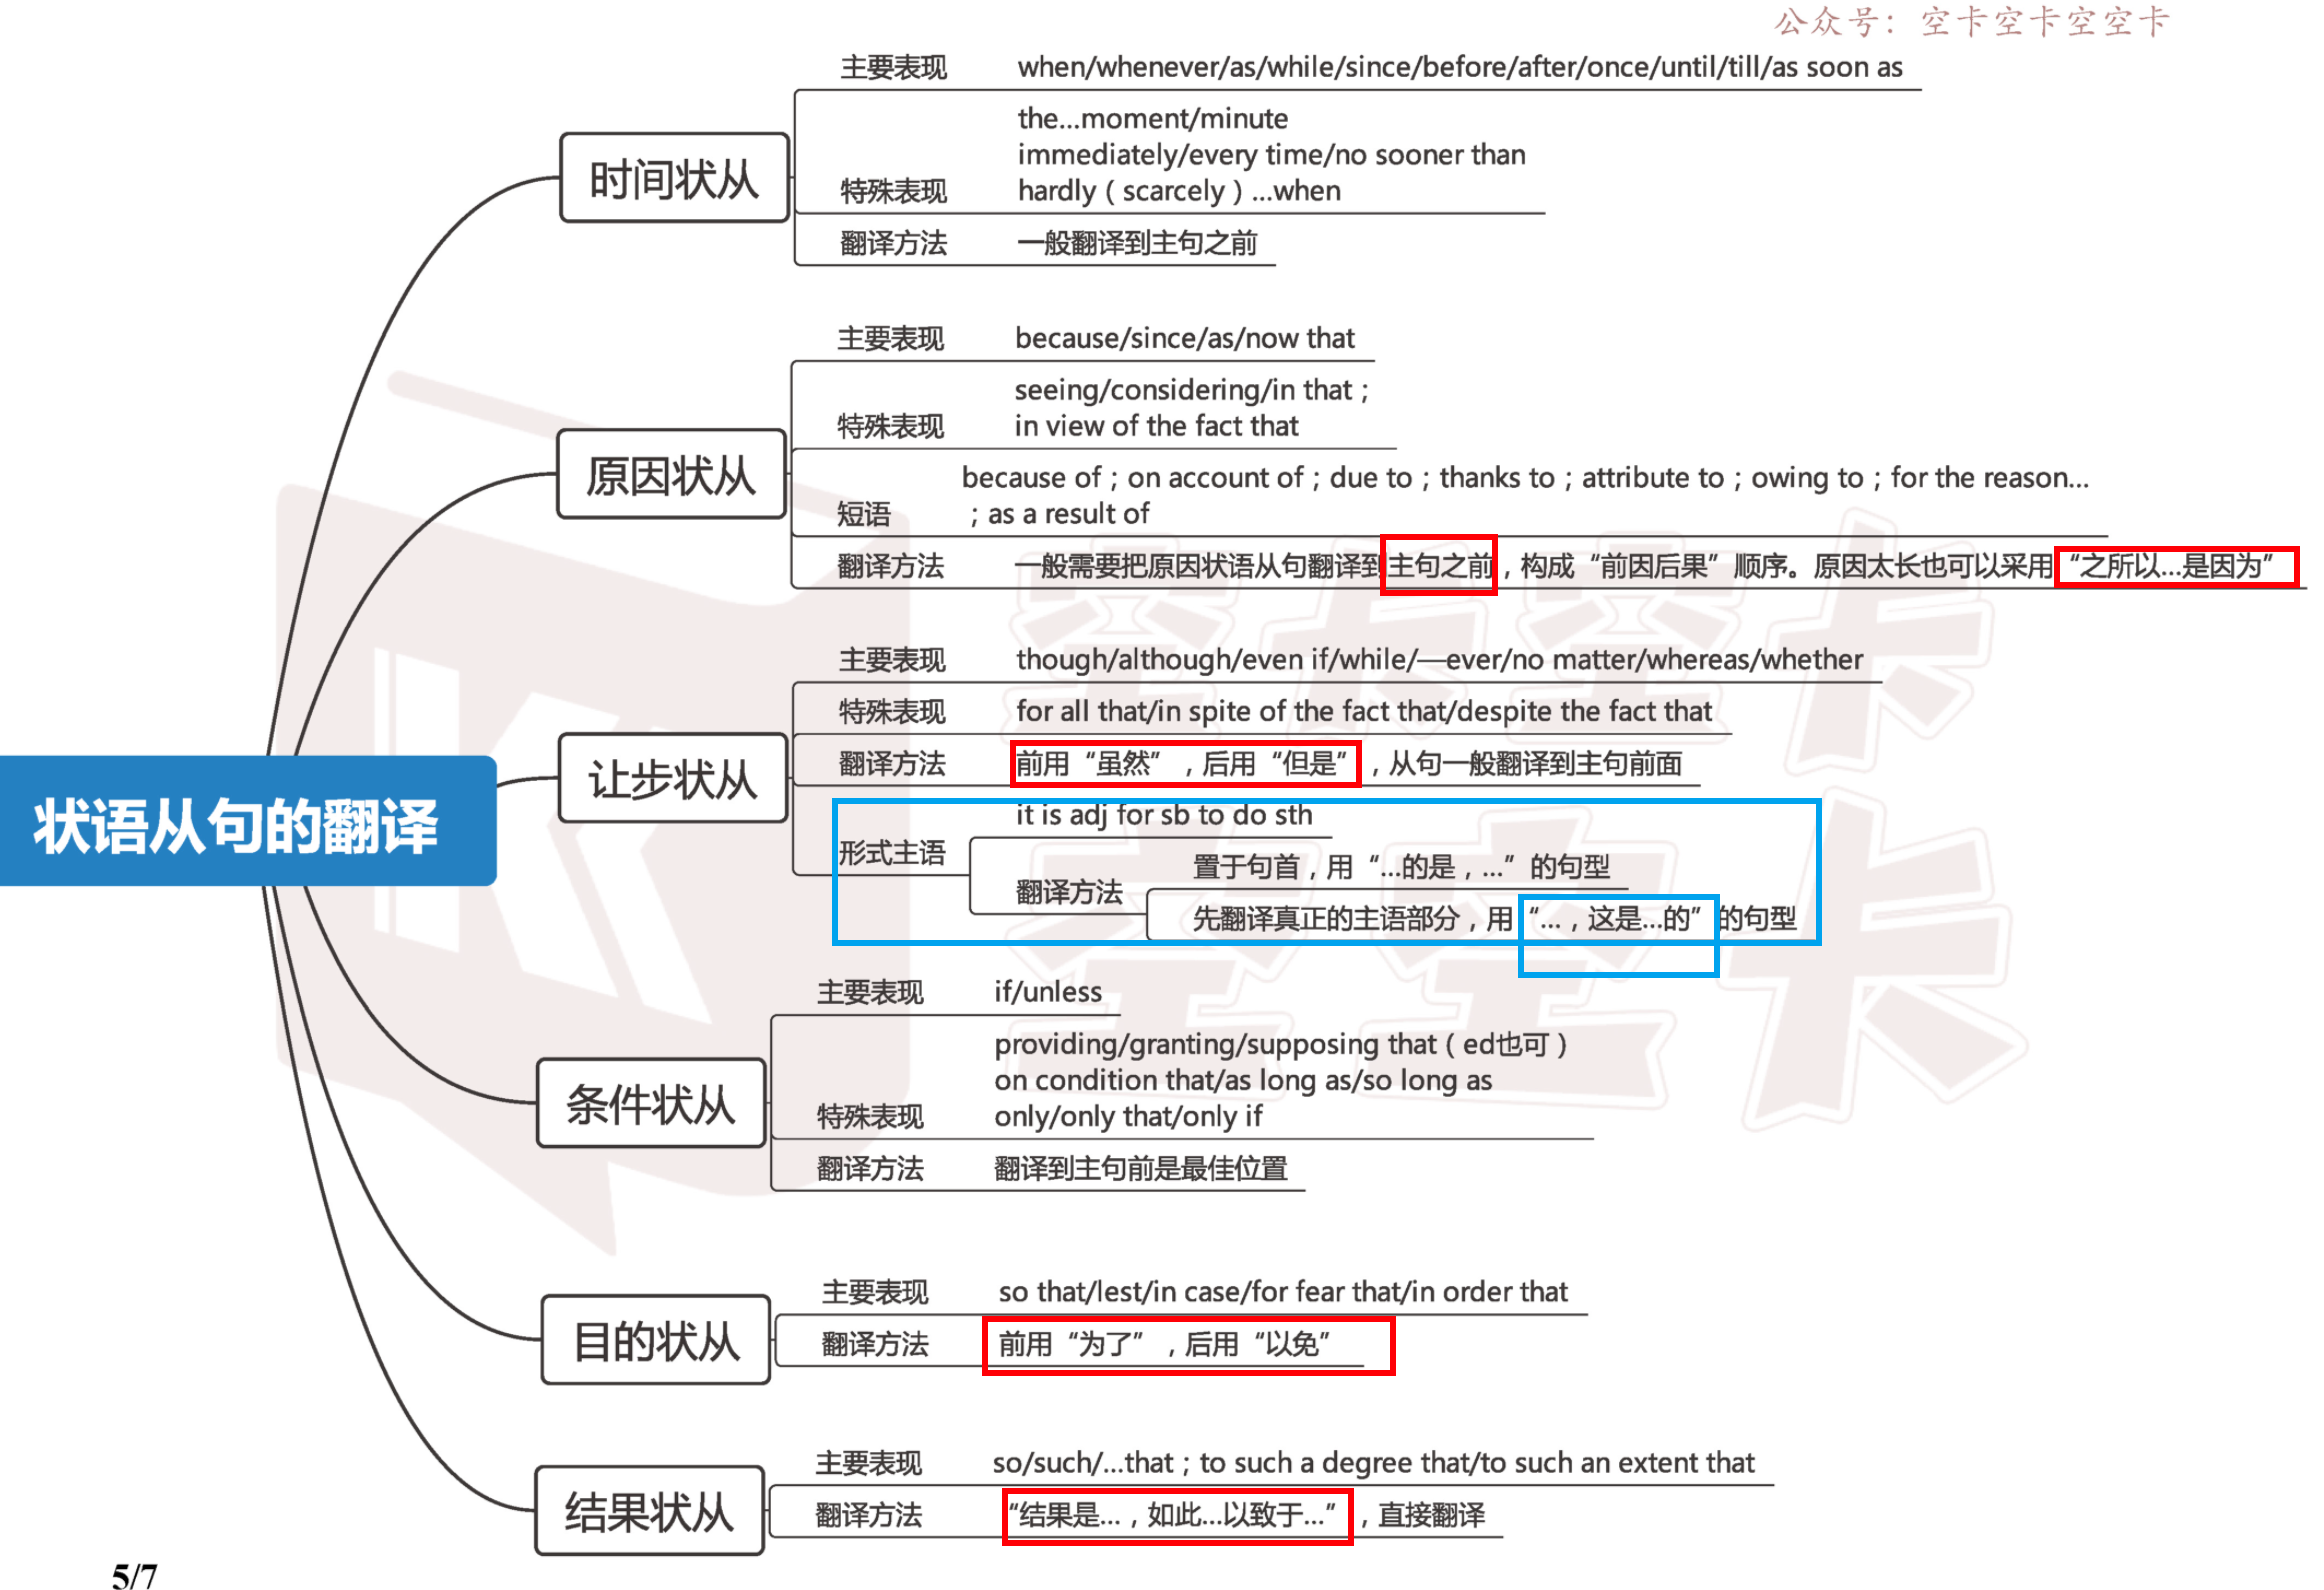 公众号：空卡空卡空空卡
状语从句的翻译
时间状从
主要表现 when/whenever/as/while/since/before/after/once/until/till/as soon as
the...moment/minute
immediately/every time/no sooner than
特殊表现 hardly（scarcely）...when
翻译方法 一般翻译到主句之前
原因状从
主要表现 because/since/as/now that
seeing/considering/in that；
特殊表现 in view of the fact that
because of；on account of；due to；thanks to；attribute to；owing to；for the reason...
短语 ；as a result of
翻译方法 一般需要把原因状语从句翻译到主句之前，构成“前因后果”顺序。原因太长也可以采用“之所以...是因为”
让步状从
主要表现 though/although/even if/while/—ever/no matter/whereas/whether
特殊表现 for all that/in spite of the fact that/despite the fact that
翻译方法 前用“虽然”，后用“但是”，从句一般翻译到主句前面
形式主语
it is adj for sb to do sth
翻译方法
置于句首，用“...的是，...”的句型
先翻译真正的主语部分，用“...，这是...的”的句型
条件状从
主要表现 if/unless
providing/granting/supposing that（ed也可）
on condition that/as long as/so long as
特殊表现 only/only that/only if
翻译方法 翻译到主句前是最佳位置
目的状从
主要表现 so that/lest/in case/for fear that/in order that
翻译方法 前用“为了”，后用“以免”
结果状从
主要表现 so/such/...that；to such a degree that/to such an extent that
翻译方法 “结果是...，如此...以致于...”，直接翻译
空卡空卡
空空卡
5/7